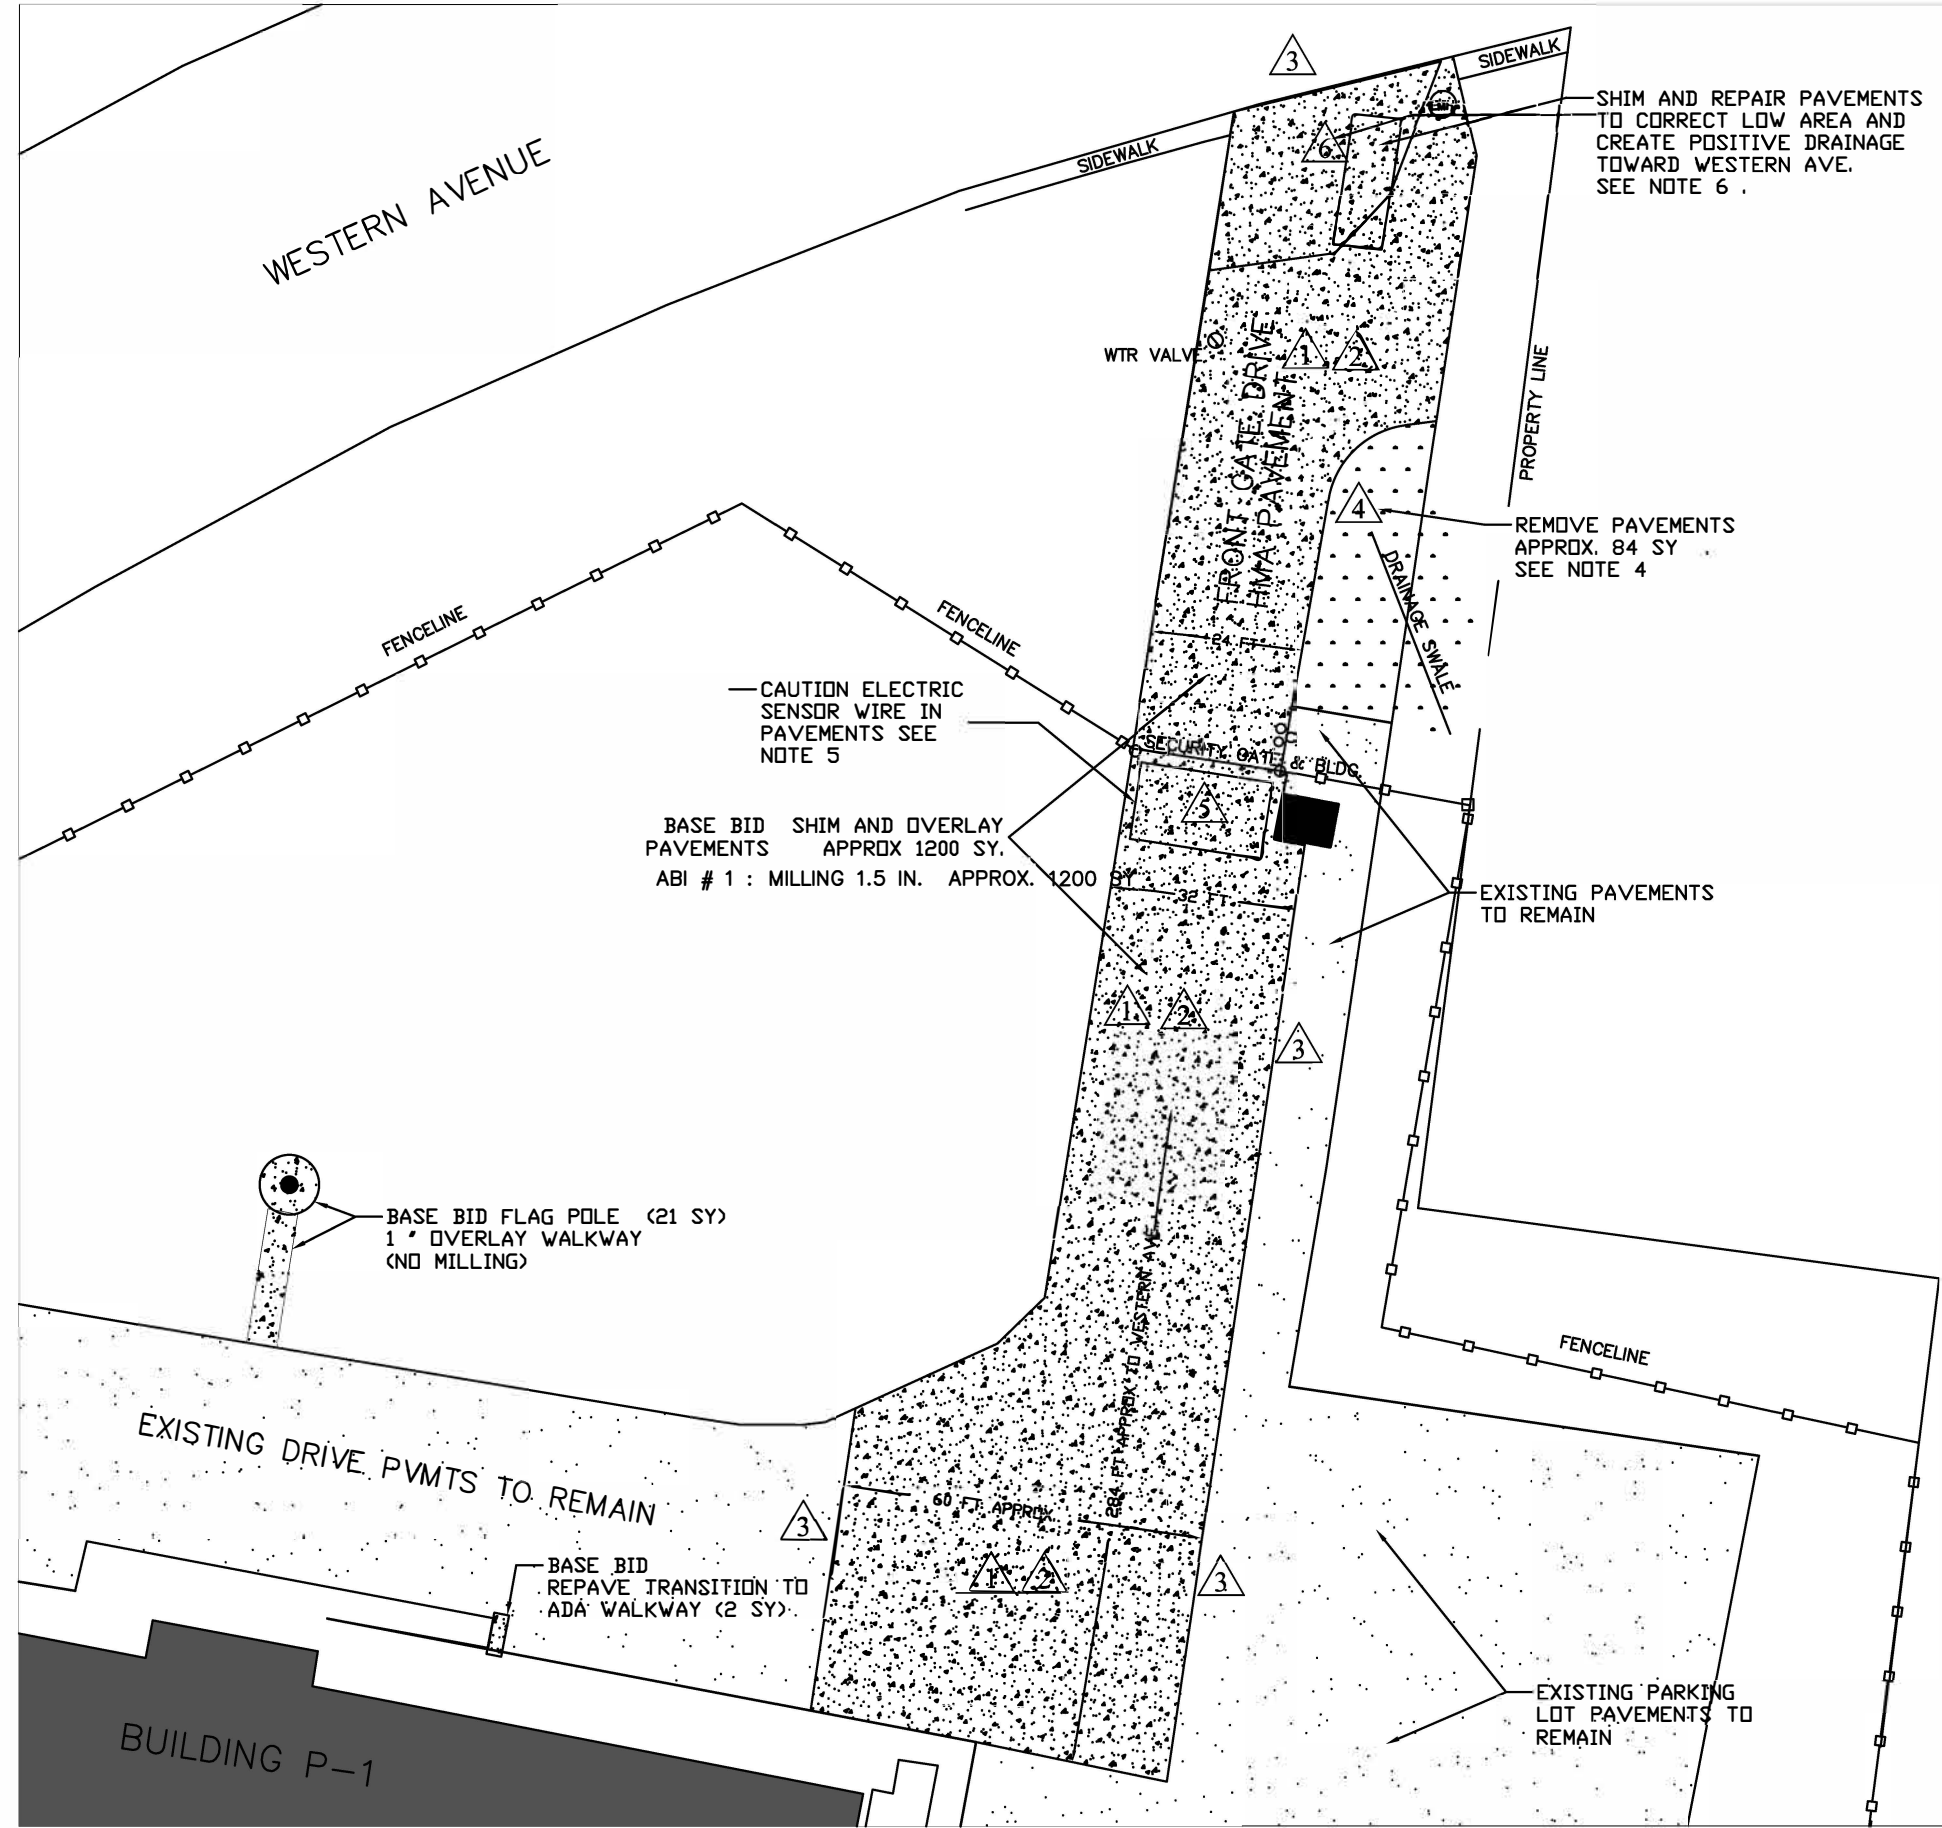 3
SIDEWALK
SHIM AND REPAIR PAVEMENTS
TO CORRECT LOW AREA AND
CREATE POSITIVE DRAINAGE
TOWARD WESTERN AVE.
SEE NOTE 6 .
6
SIDEWALK
WESTERN AVENUE
WTR VALVE
1 2
FRONT GATE DRIVE
HMA PAVEMENT
PROPERTY LINE
4
REMOVE PAVEMENTS
APPROX. 84 SY
SEE NOTE 4
DRAINAGE SWALE
FENCELINE
FENCELINE
24 FT
CAUTION ELECTRIC
SENSOR WIRE IN
PAVEMENTS SEE
NOTE 5
SECURITY GATE & BLDG.
5
BASE BID SHIM AND OVERLAY
PAVEMENTS APPROX 1200 SY.
ABI # 1 : MILLING 1.5 IN. APPROX. 1200 SY
32 FT
EXISTING PAVEMENTS
TO REMAIN
1 2
3
BASE BID FLAG POLE (21 SY)
1 " OVERLAY WALKWAY
(NO MILLING)
284 FT APPROX TO WESTERN AVE.
FENCELINE
EXISTING DRIVE PVMTS TO REMAIN
60 FT APPROX
3
1 2
3
BASE BID
REPAVE TRANSITION TO
ADA WALKWAY (2 SY)
EXISTING PARKING
LOT PAVEMENTS TO
REMAIN
BUILDING P-1